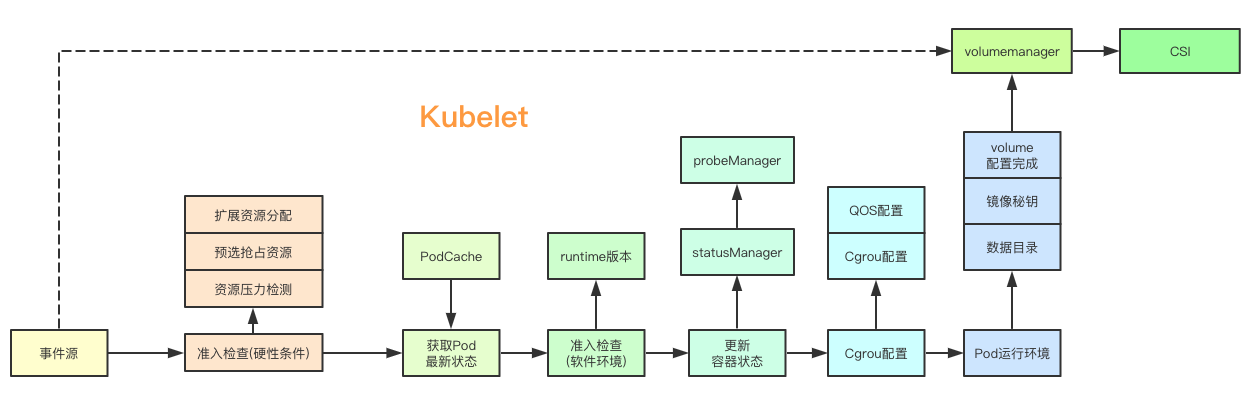 volumemanager
CSI
Kubelet
volume
配置完成
probeManager
镜像秘钥
QOS配置
扩展资源分配
数据目录
statusManager
Cgrou配置
预选抢占资源
PodCache
runtime版本
资源压力检测
事件源
准入检查(硬性条件)
获取Pod
最新状态
准入检查
(软件环境)
更新
容器状态
Cgrou配置
Pod运行环境